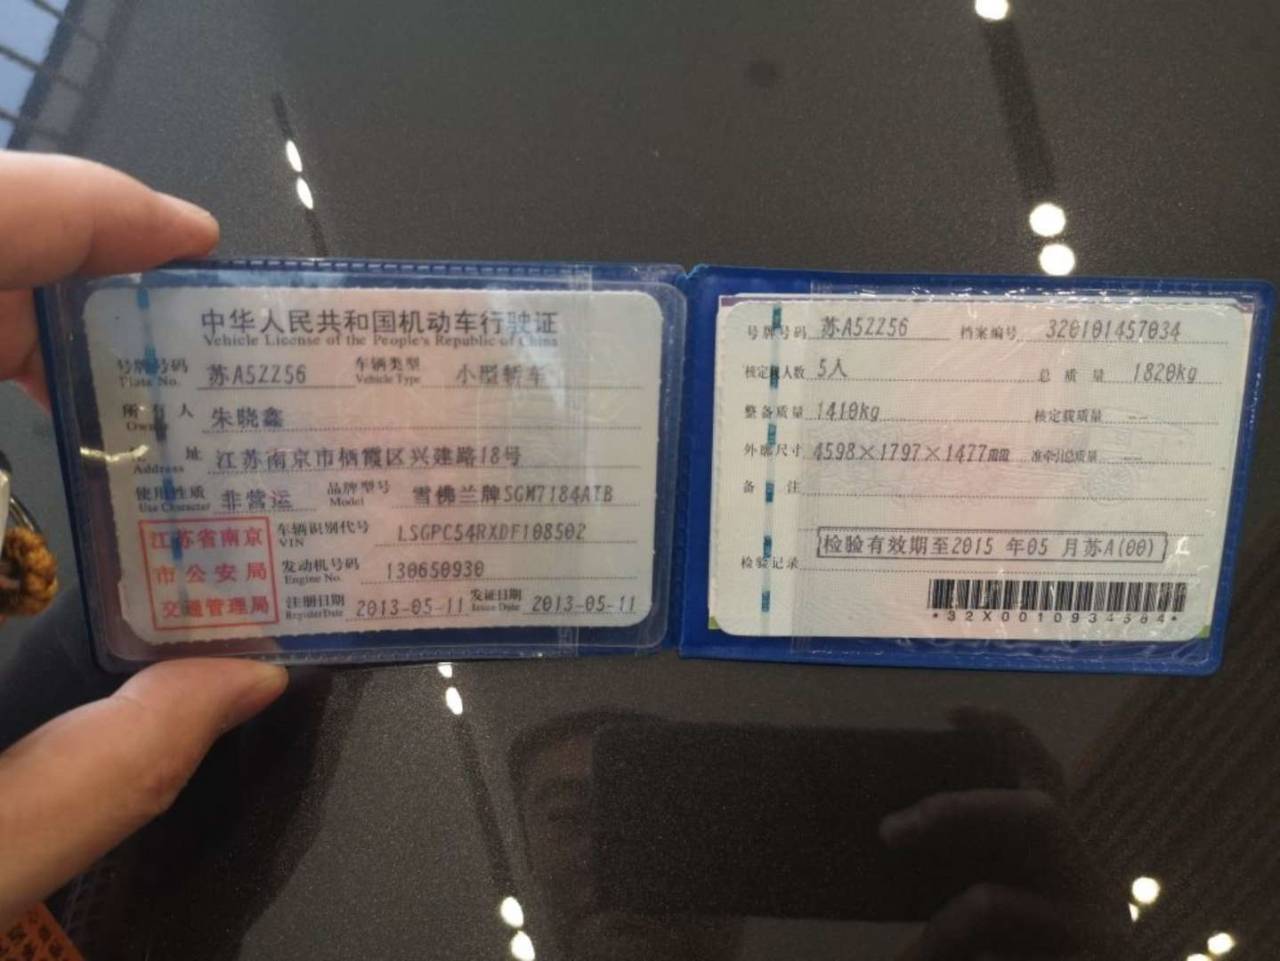 中华人民共和国机动车行驶证
Vehicle License of the People's Republic of China
号牌号码 苏A5ZZ56 车辆类型 小型轿车
Plate No. Vehicle Type
所有人 朱晓鑫
Owner
住址 江苏南京市栖霞区兴建路18号
Address
使用性质 非营运 品牌型号 雪佛兰牌SGM7184ATB
Use Character Model
江苏省南京
市公安局
交通管理局
车辆识别代号 LSGPC54RXDF108502
VIN
发动机号码 130650930
Engine No.
注册日期 2013-05-11 发证日期 2013-05-11
Register Date Issue Date
号牌号码 苏A5ZZ56 档案编号 320101457034
核定载人数 5人 总质量 1820kg
整备质量 1410kg 核定载质量 --
外廓尺寸 4598×1797×1477mm 准牵引总质量 --
备注
检验记录 检验有效期至2015 年05 月苏A(00)
*32X0010934584*